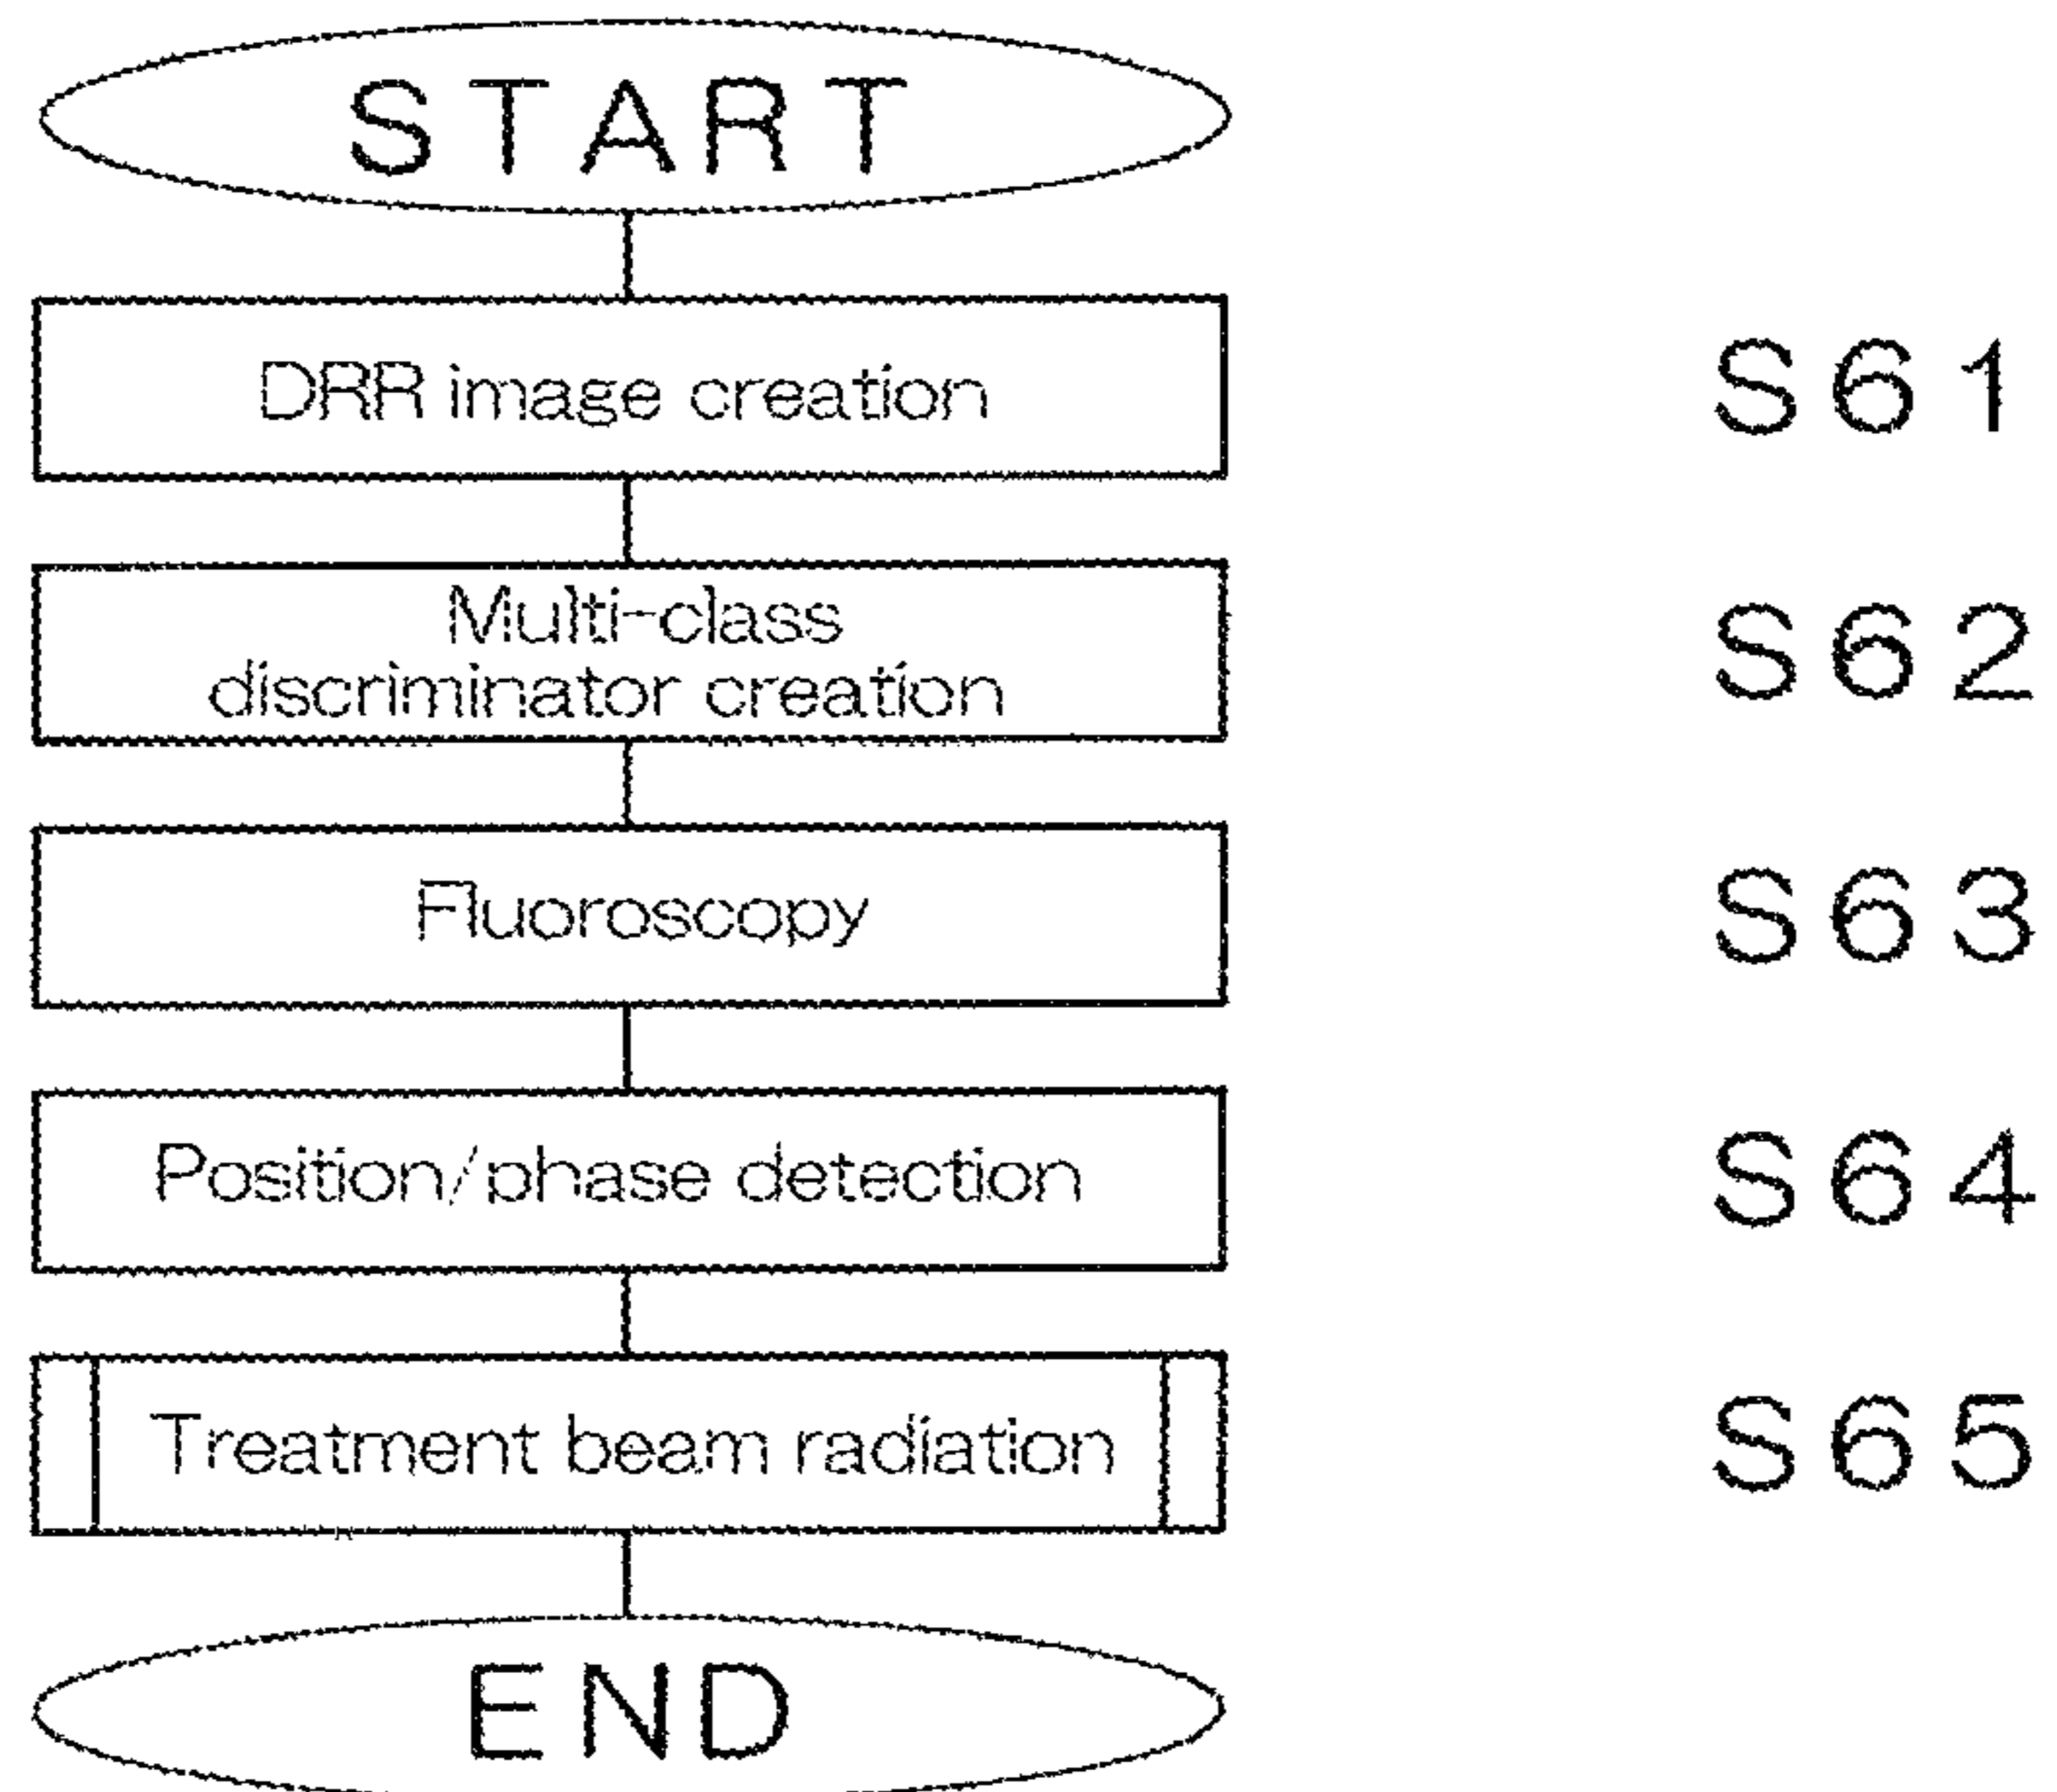 START
DRR image creation
S61
Multi-class
discriminator creation
S62
Fluoroscopy
S63
Position/phase detection
S64
Treatment beam radiation
S65
END